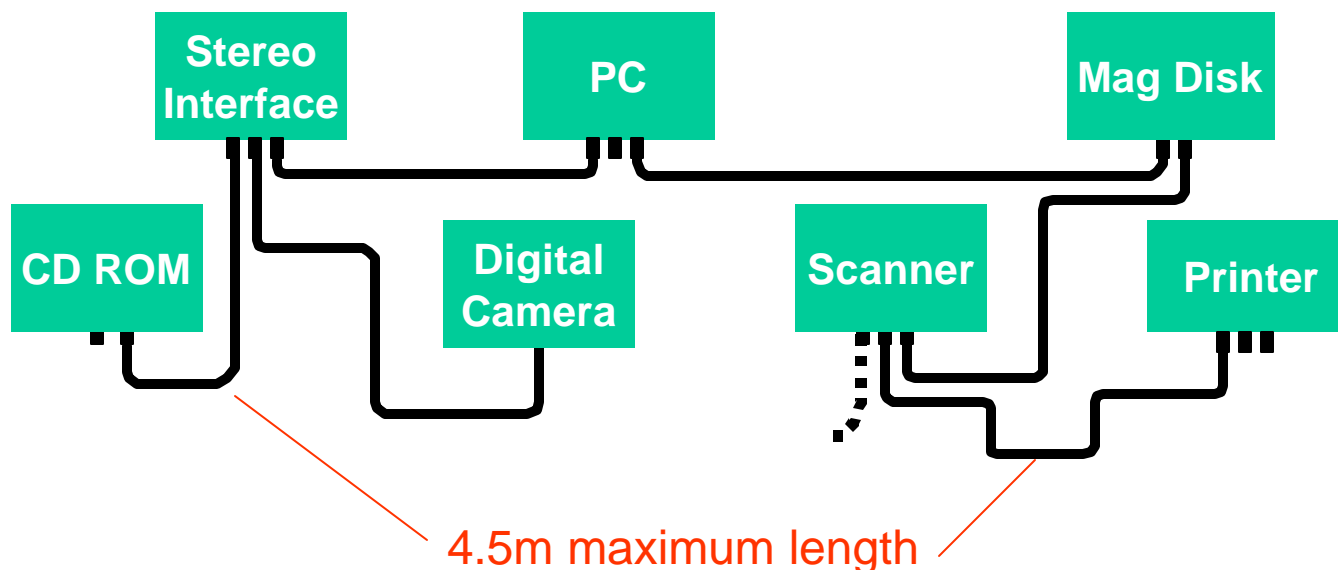 Stereo
Interface
PC
Mag Disk
CD ROM
Digital
Camera
Scanner
Printer
4.5m maximum length